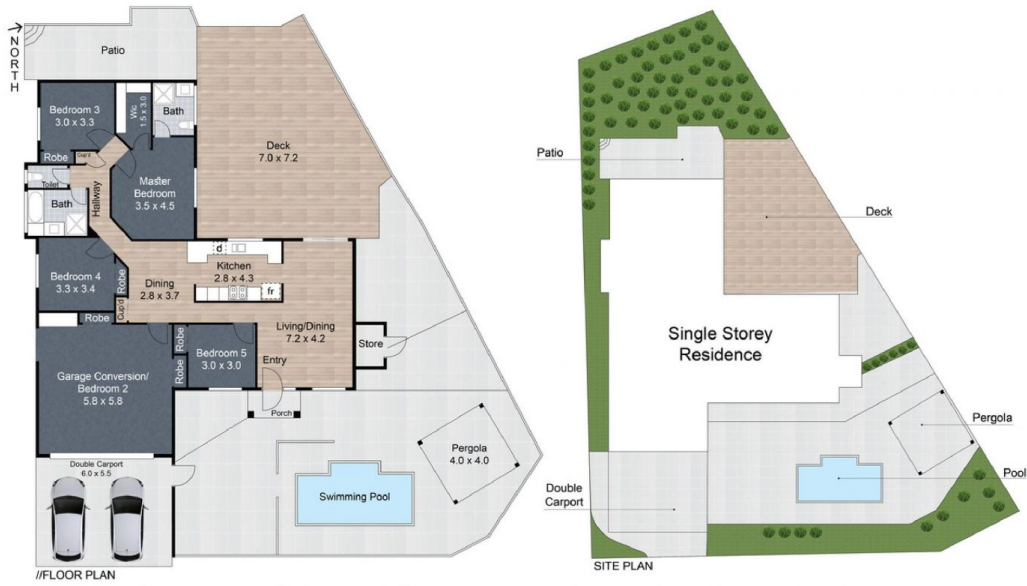 NORTH
Patio
Bedroom 3
3.0 x 3.3
Wic
1.5 x 3.0
Bath
Deck
7.0 x 7.2
Robe
Cup'd
Toilet
Bath
Hallway
Master
Bedroom
3.5 x 4.5
Bedroom 4
3.3 x 3.4
Robe
Cup'd
Dining
2.8 x 3.7
d
Kitchen
2.8 x 4.3
fr
Robe
Robe
Robe
Bedroom 5
3.0 x 3.0
Living/Dining
7.2 x 4.2
Store
Entry
Garage Conversion/
Bedroom 2
5.8 x 5.8
Porch
Pergola
4.0 x 4.0
Swimming Pool
Double Carport
6.0 x 5.5
//FLOOR PLAN
Patio
Deck
Single Storey
Residence
Pergola
Pool
Double
Carport
SITE PLAN